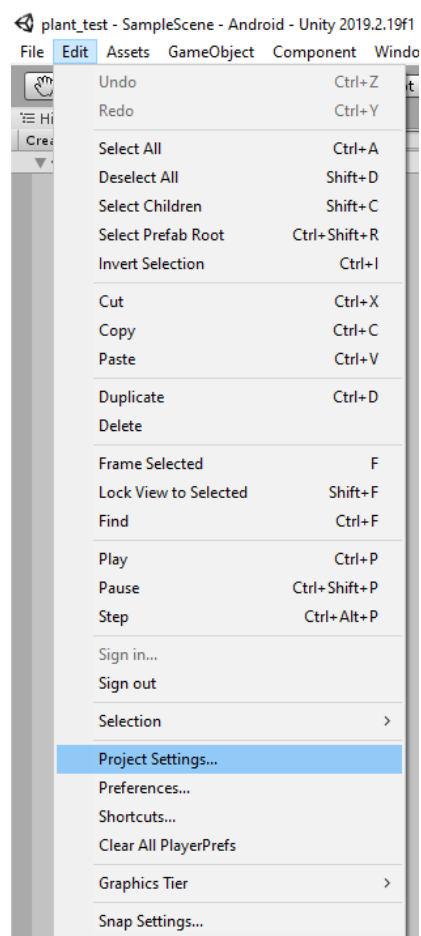 plant_test - SampleScene - Android - Unity 2019.2.19f1
File Edit Assets GameObject Component Windo
Undo Ctrl+Z
Redo Ctrl+Y
Select All Ctrl+A
Deselect All Shift+D
Select Children Shift+C
Select Prefab Root Ctrl+Shift+R
Invert Selection Ctrl+I
Cut Ctrl+X
Copy Ctrl+C
Paste Ctrl+V
Duplicate Ctrl+D
Delete
Frame Selected F
Lock View to Selected Shift+F
Find Ctrl+F
Play Ctrl+P
Pause Ctrl+Shift+P
Step Ctrl+Alt+P
Sign in...
Sign out
Selection >
Project Settings...
Preferences...
Shortcuts...
Clear All PlayerPrefs
Graphics Tier >
Snap Settings...